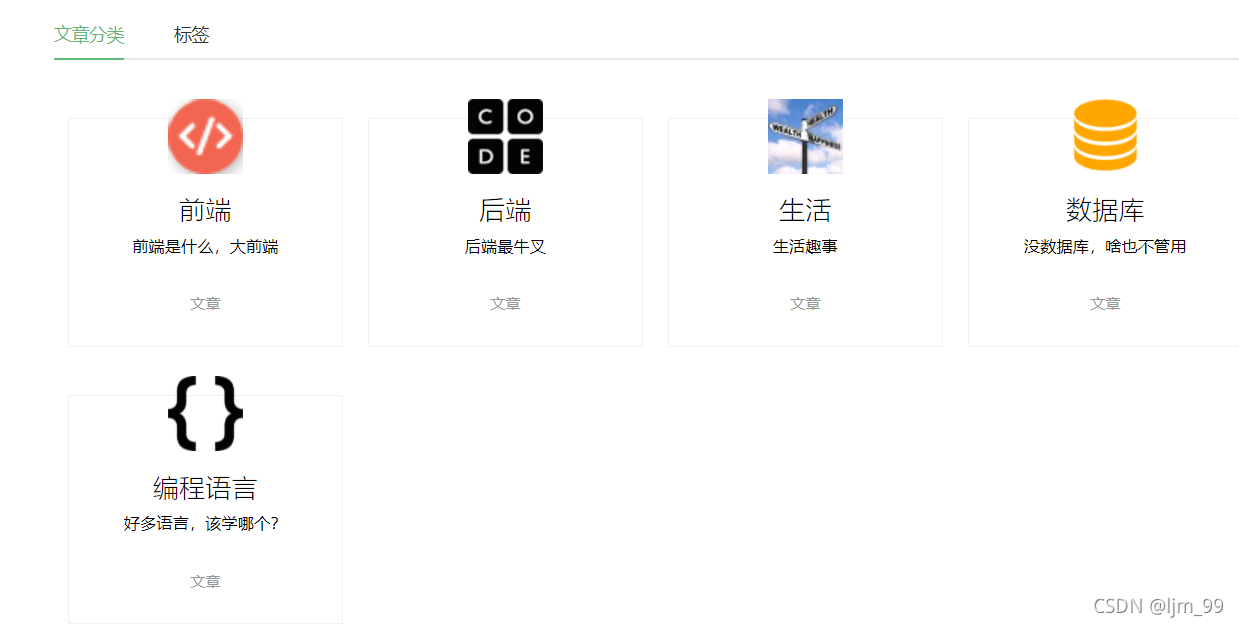 文章分类 标签
CODE
WEALTH
HEALTH
HAPPINESS
前端 后端 生活 数据库
前端是什么，大前端 后端最牛叉 生活趣事 没数据库，啥也不管用
文章 文章 文章 文章
编程语言
好多语言，该学哪个?
文章
CSDN @ljm_99